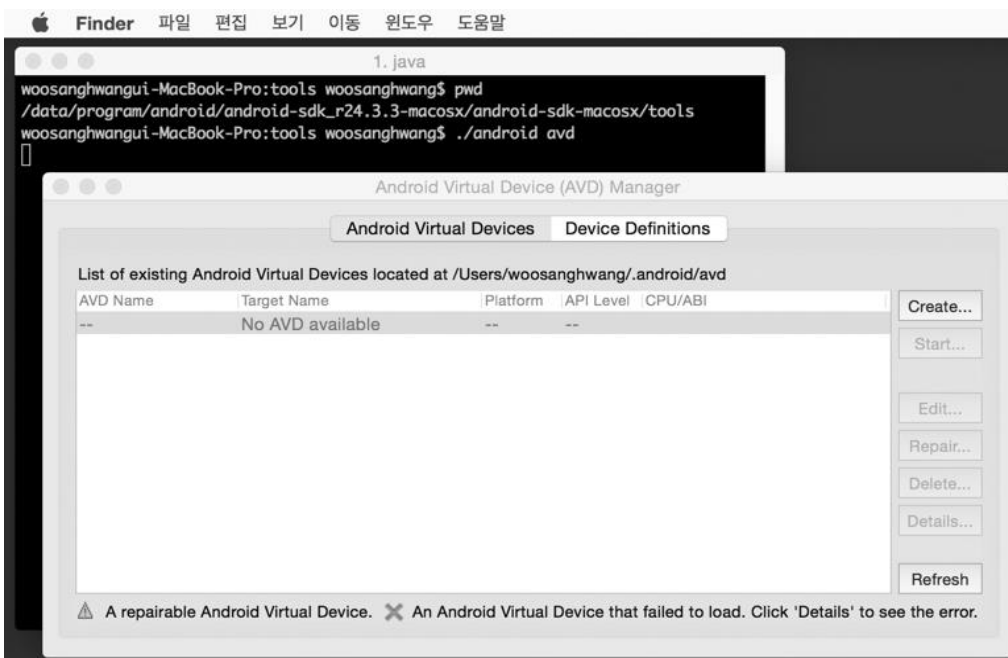 Finder 파일 편집 보기 이동 윈도우 도움말
1. java
woosanghwangui-MacBook-Pro:tools woosanghwang$ pwd
/data/program/android/android-sdk_r24.3.3-macosx/android-sdk-macosx/tools
woosanghwangui-MacBook-Pro:tools woosanghwang$ ./android avd
Android Virtual Device (AVD) Manager
Android Virtual Devices Device Definitions
List of existing Android Virtual Devices located at /Users/woosanghwang/.android/avd
AVD Name Target Name Platform API Level CPU/ABI
-- No AVD available -- --
Create...
Start...
Edit...
Repair...
Delete...
Details...
Refresh
A repairable Android Virtual Device. An Android Virtual Device that failed to load. Click 'Details' to see the error.